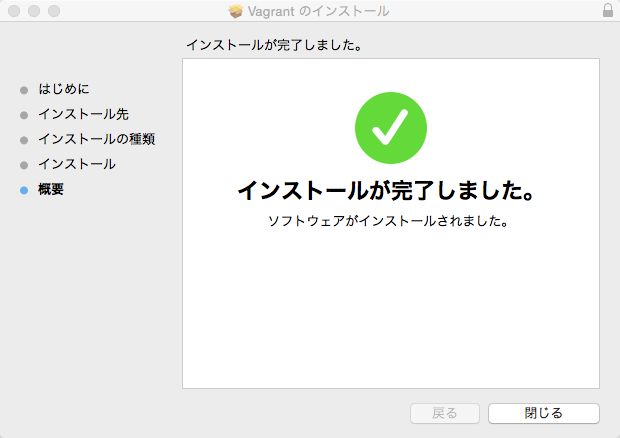 Vagrant のインストール
インストールが完了しました。
はじめに
インストール先
インストールの種類
インストール
概要
インストールが完了しました。
ソフトウェアがインストールされました。
戻る
閉じる